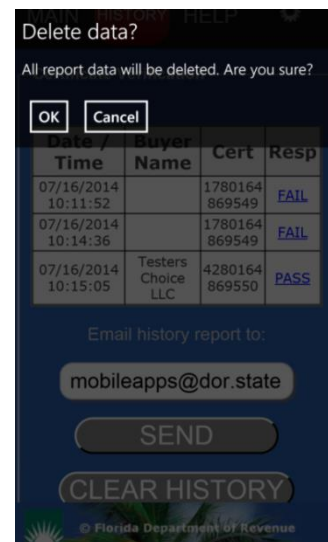 MAIN HISTORY HELP
Delete data?
All report data will be deleted. Are you sure?
OK Cancel
Date / Time Buyer Name Cert Resp
07/16/2014 10:11:52 1780164 869549 FAIL
07/16/2014 10:14:36 1780164 869549 FAIL
07/16/2014 10:15:05 Testers Choice LLC 4280164 869550 PASS
Email history report to:
mobileapps@dor.state
SEND
CLEAR HISTORY
© Florida Department of Revenue